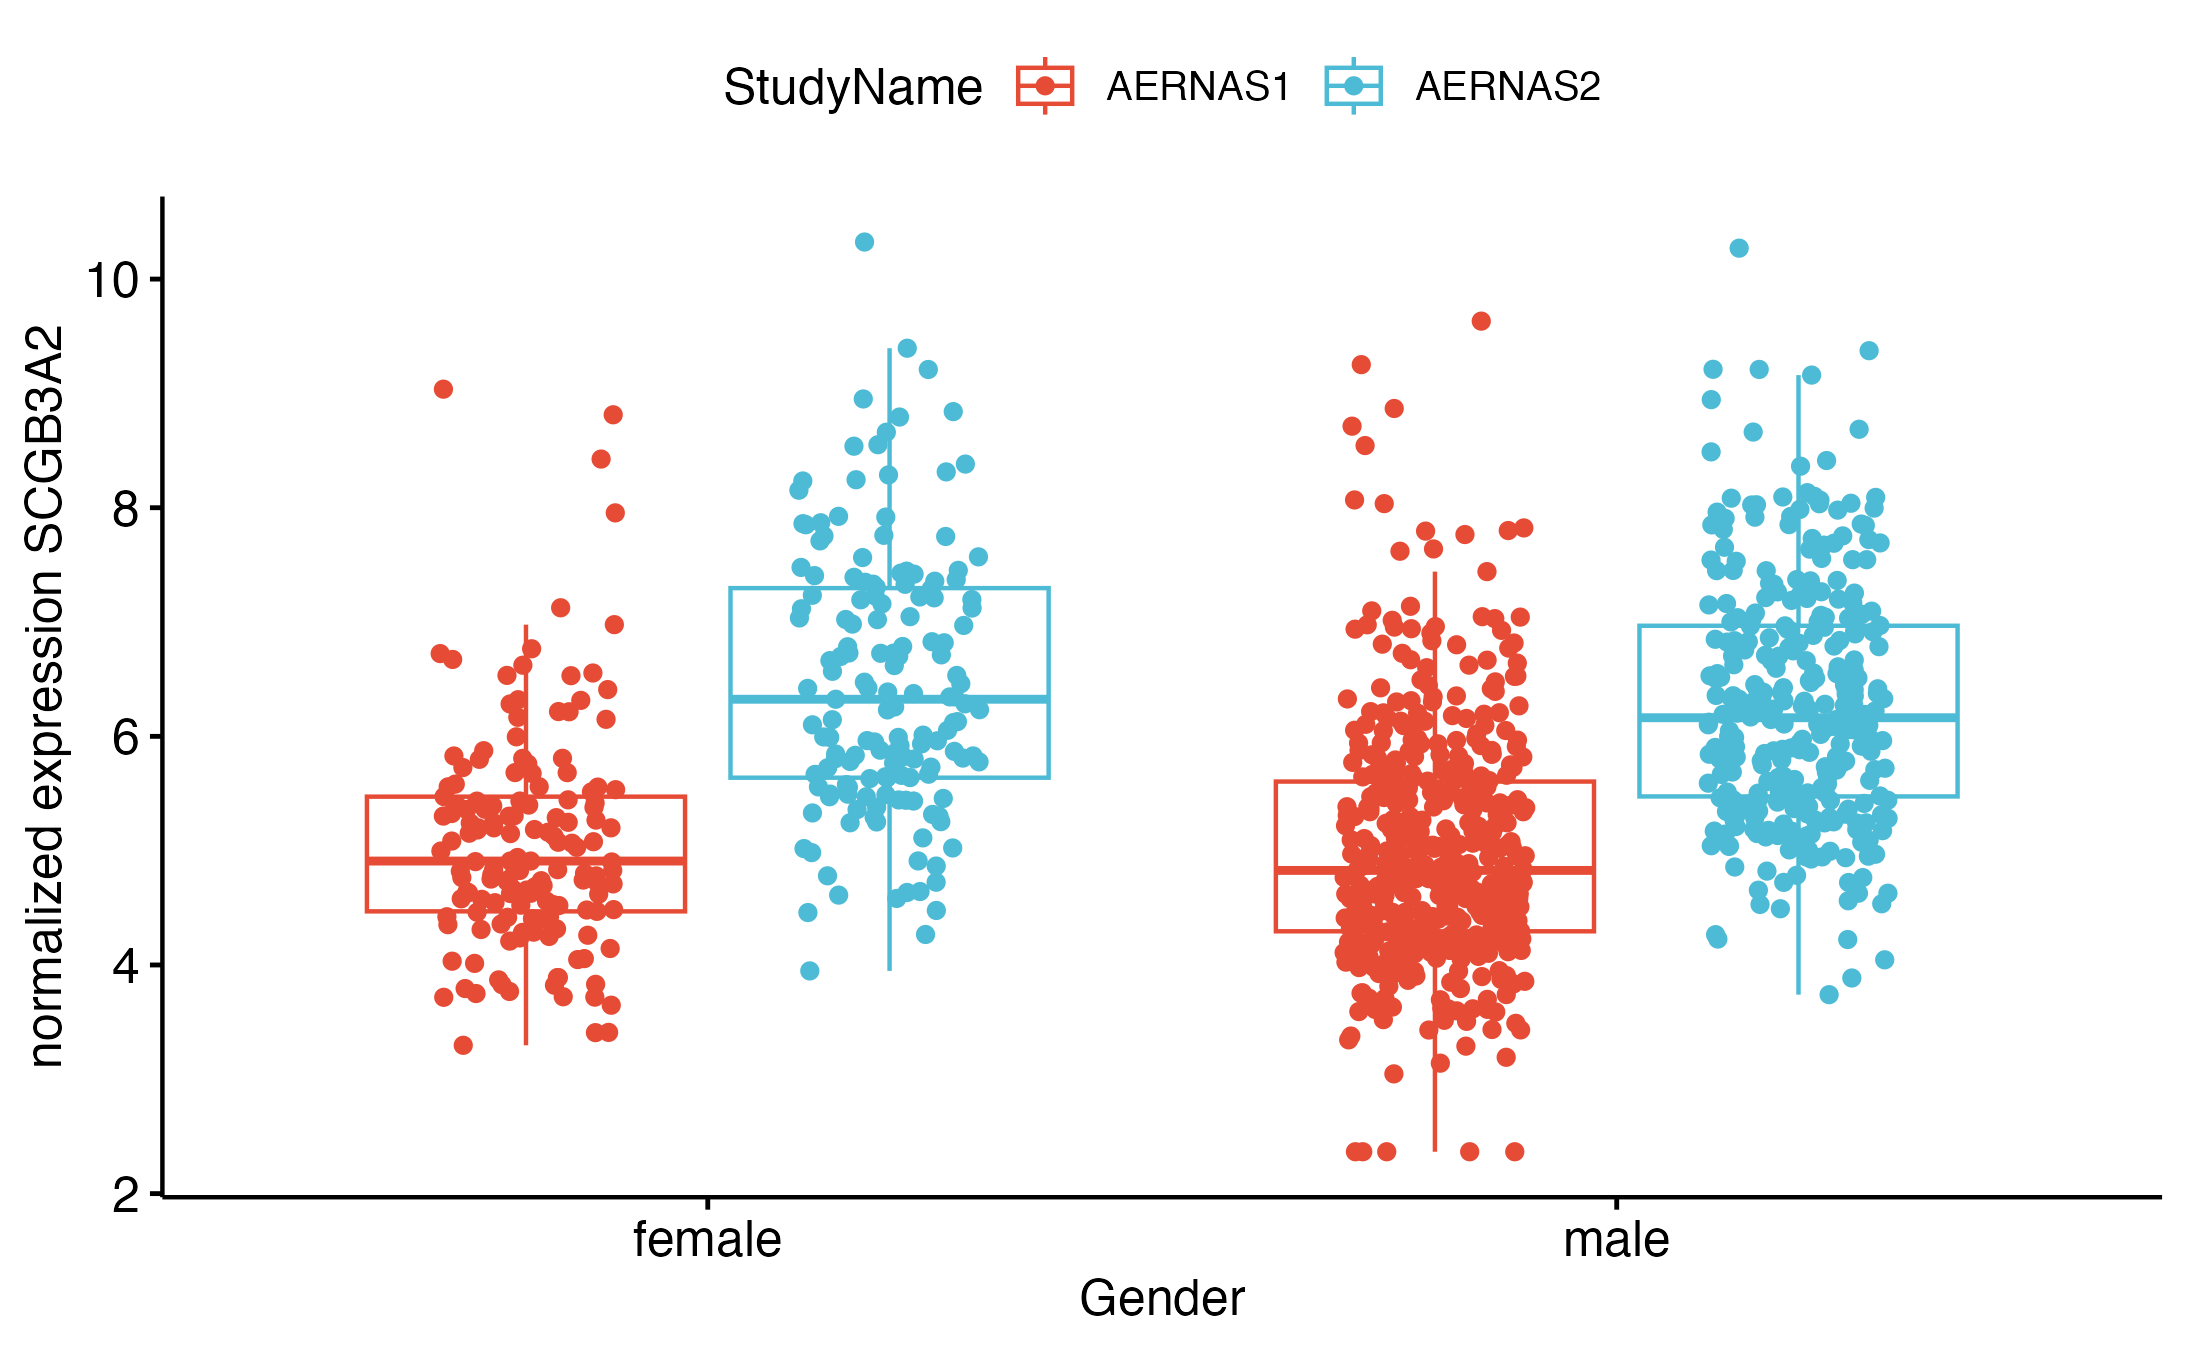 StudyName AERNAS1 AERNAS2
normalized expression SCGB3A2
10
8
6
4
2
female male
Gender